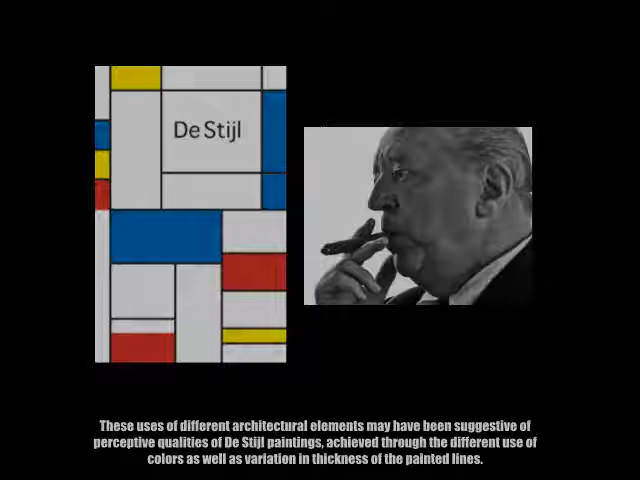 De Stijl
These uses of different architectural elements may have been suggestive of
perceptive qualities of De Stijl paintings, achieved through the different use of
colors as well as variation in thickness of the painted lines.